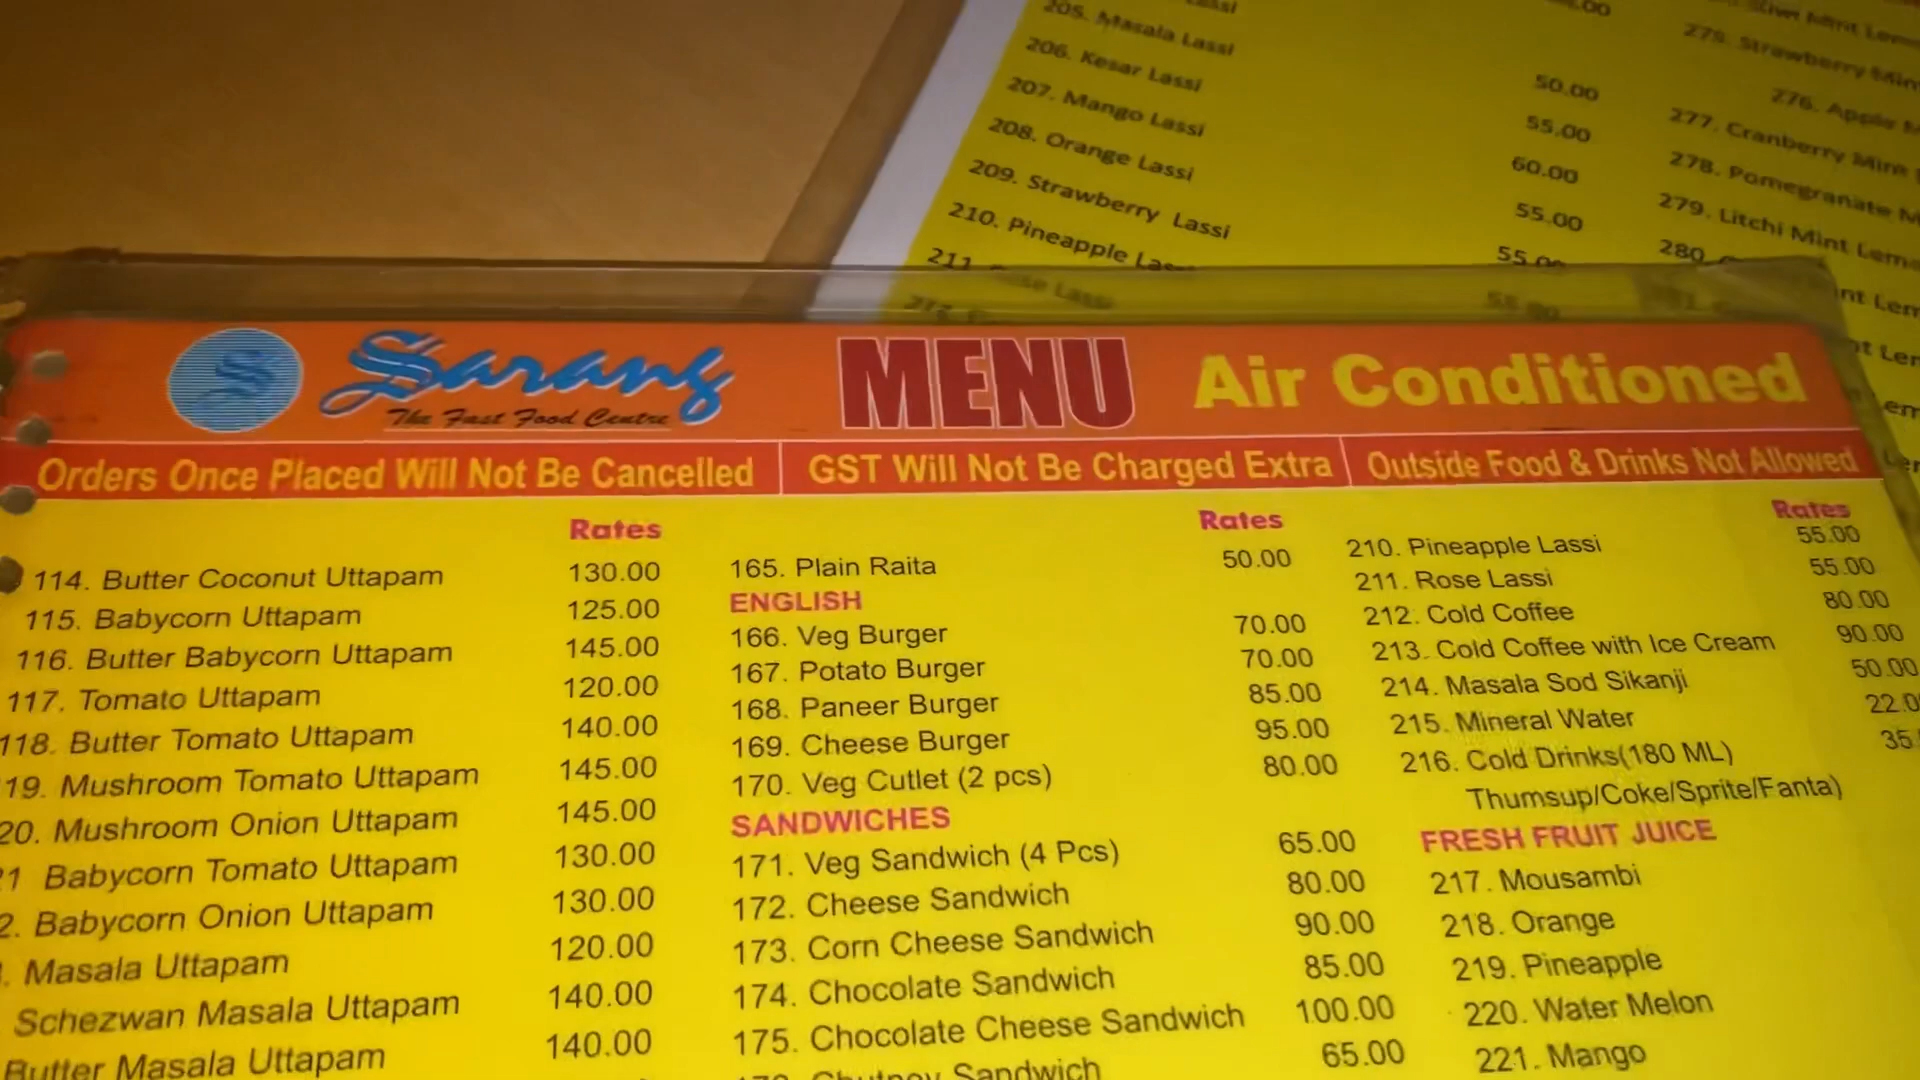 205. Masala Lassi
206. Kesar Lassi 50.00
207. Mango Lassi 55.00
208. Orange Lassi 60.00
209. Strawberry Lassi 55.00
210. Pineapple 55.00
211.
275. Strawberry
276. Apple
277. Cranberry Mint
278. Pomegranate
279. Litchi Mint
280.
Sarang
The Fast Food Centre
MENU
Air Conditioned
Orders Once Placed Will Not Be Cancelled
GST Will Not Be Charged Extra
Outside Food & Drinks Not Allowed
Rates
114. Butter Coconut Uttapam 130.00
115. Babycorn Uttapam 125.00
116. Butter Babycorn Uttapam 145.00
117. Tomato Uttapam 120.00
118. Butter Tomato Uttapam 140.00
19. Mushroom Tomato Uttapam 145.00
20. Mushroom Onion Uttapam 145.00
1 Babycorn Tomato Uttapam 130.00
2. Babycorn Onion Uttapam 130.00
Masala Uttapam 120.00
Schezwan Masala Uttapam 140.00
Butter Masala Uttapam 140.00
Rates
165. Plain Raita 50.00
ENGLISH
166. Veg Burger 70.00
167. Potato Burger 70.00
168. Paneer Burger 85.00
169. Cheese Burger 95.00
170. Veg Cutlet (2 pcs) 80.00
SANDWICHES
171. Veg Sandwich (4 Pcs) 65.00
172. Cheese Sandwich 80.00
173. Corn Cheese Sandwich 90.00
174. Chocolate Sandwich 85.00
175. Chocolate Cheese Sandwich 100.00
Chutney Sandwich 65.00
Rates
210. Pineapple Lassi 55.00
211. Rose Lassi 55.00
212. Cold Coffee 80.00
213. Cold Coffee with Ice Cream 90.00
214. Masala Sod Sikanji 50.00
215. Mineral Water 22.0
216. Cold Drinks(180 ML) 35.
Thumsup/Coke/Sprite/Fanta)
FRESH FRUIT JUICE
217. Mousambi
218. Orange
219. Pineapple
220. Water Melon
221. Mango